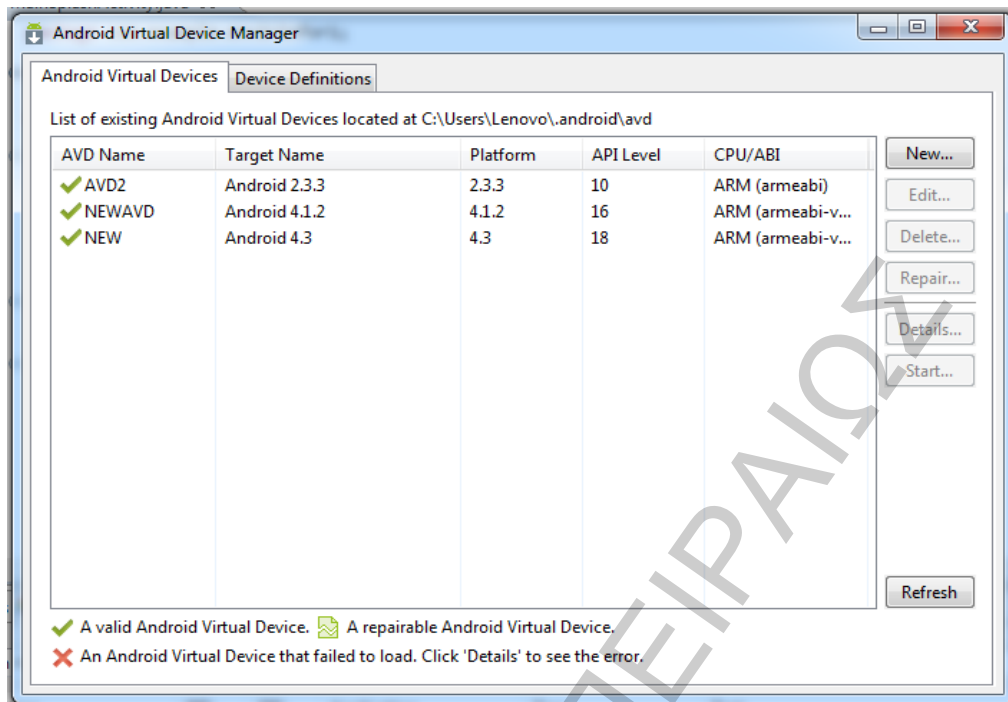 Android Virtual Device Manager
Android Virtual Devices Device Definitions
List of existing Android Virtual Devices located at C:\Users\Lenovo\.android\avd
AVD Name Target Name Platform API Level CPU/ABI
AVD2 Android 2.3.3 2.3.3 10 ARM (armeabi)
NEWAVD Android 4.1.2 4.1.2 16 ARM (armeabi-v...
NEW Android 4.3 4.3 18 ARM (armeabi-v...
New...
Edit...
Delete...
Repair...
Details...
Start...
Refresh
A valid Android Virtual Device. A repairable Android Virtual Device.
An Android Virtual Device that failed to load. Click 'Details' to see the error.
ΠΕΙΡΑΙΩΣ